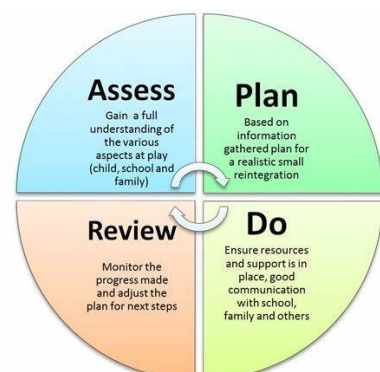 Assess
Gain a full
understanding of
the various
aspects at play
(child, school and
family)
Plan
Based on
information
gathered plan for
a realistic small
reintegration
Do
Ensure resources
and support is in
place, good
communication
with school,
family and others
Review
Monitor the
progress made
and adjust the
plan for next steps